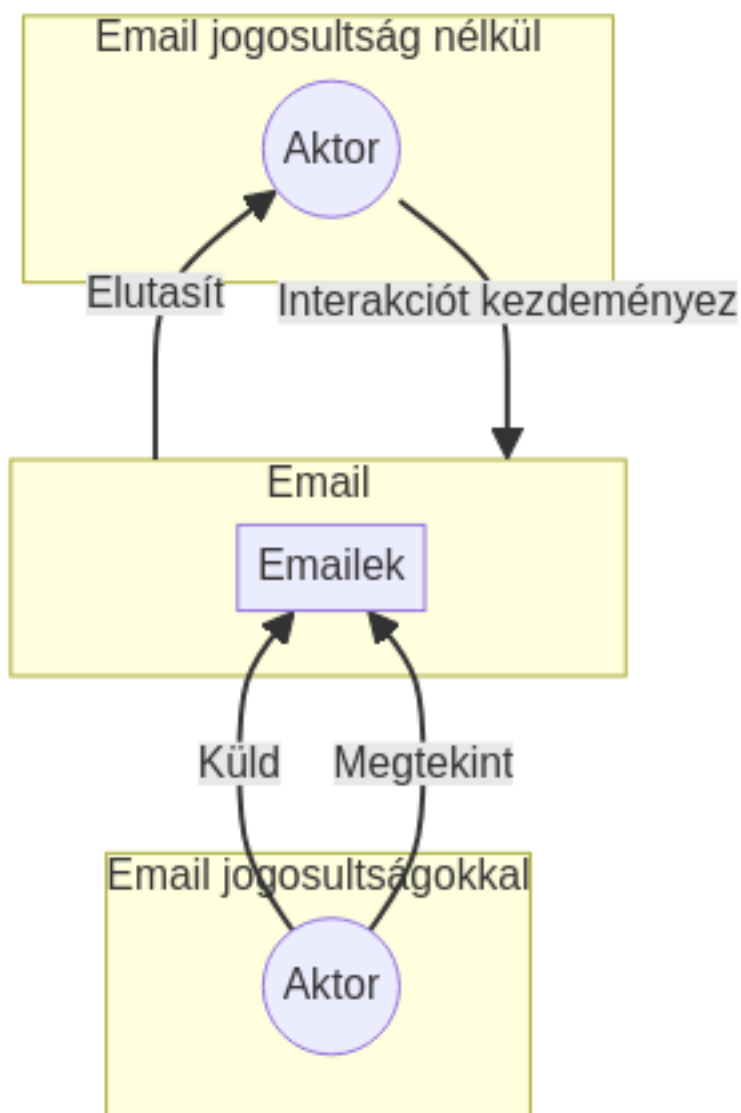 Email jogosultság nélkül
Aktor
Elutasít
Interakciót kezdeményez
Email
Emailek
Küld
Megtekint
Email jogosultságokkal
Aktor